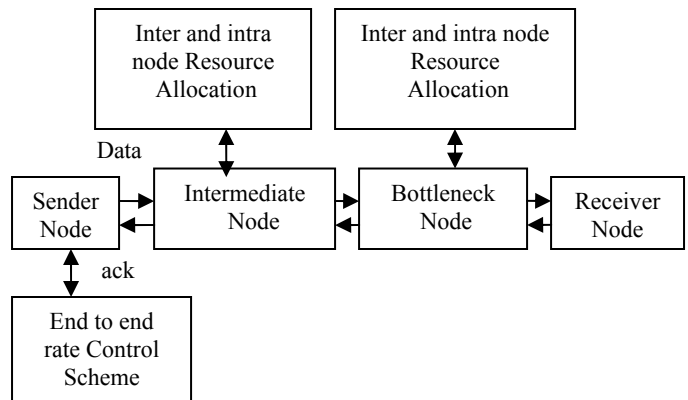 Inter and intra
node Resource
Allocation
Inter and intra node
Resource
Allocation
Data
Sender
Node
Intermediate
Node
Bottleneck
Node
Receiver
Node
ack
End to end
rate Control
Scheme